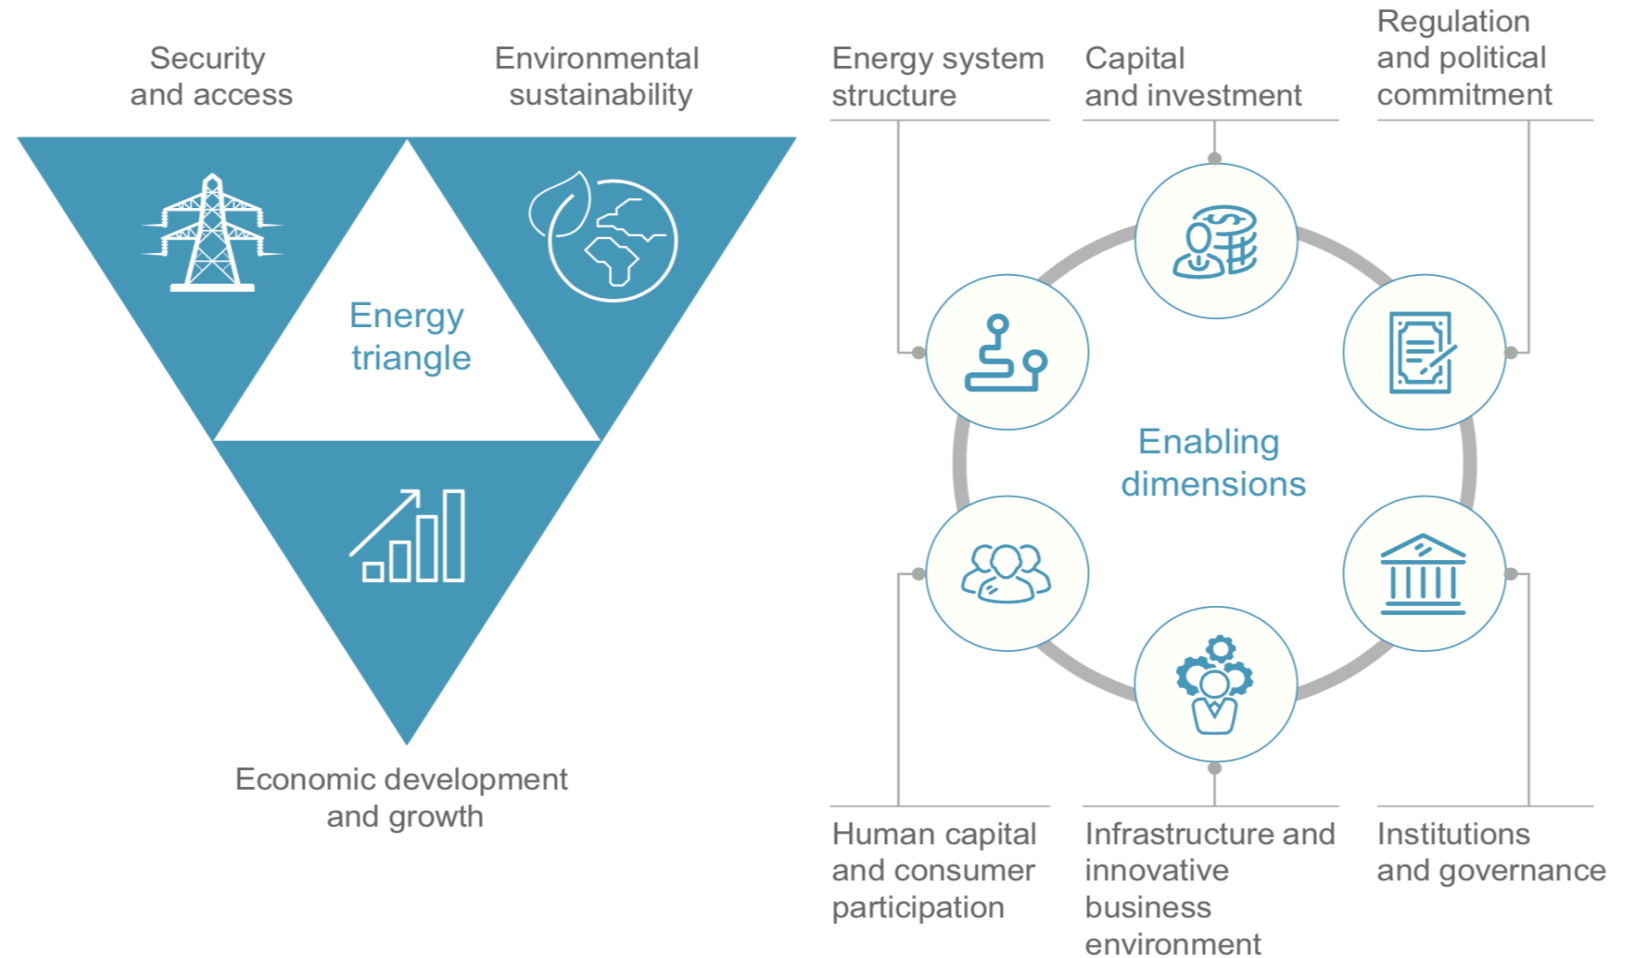 Security
and access
Environmental
sustainability
Energy
triangle
Economic development
and growth
Energy system
structure
Capital
and investment
Regulation
and political
commitment
Enabling
dimensions
Human capital
and consumer
participation
Infrastructure and
innovative
business
environment
Institutions
and governance